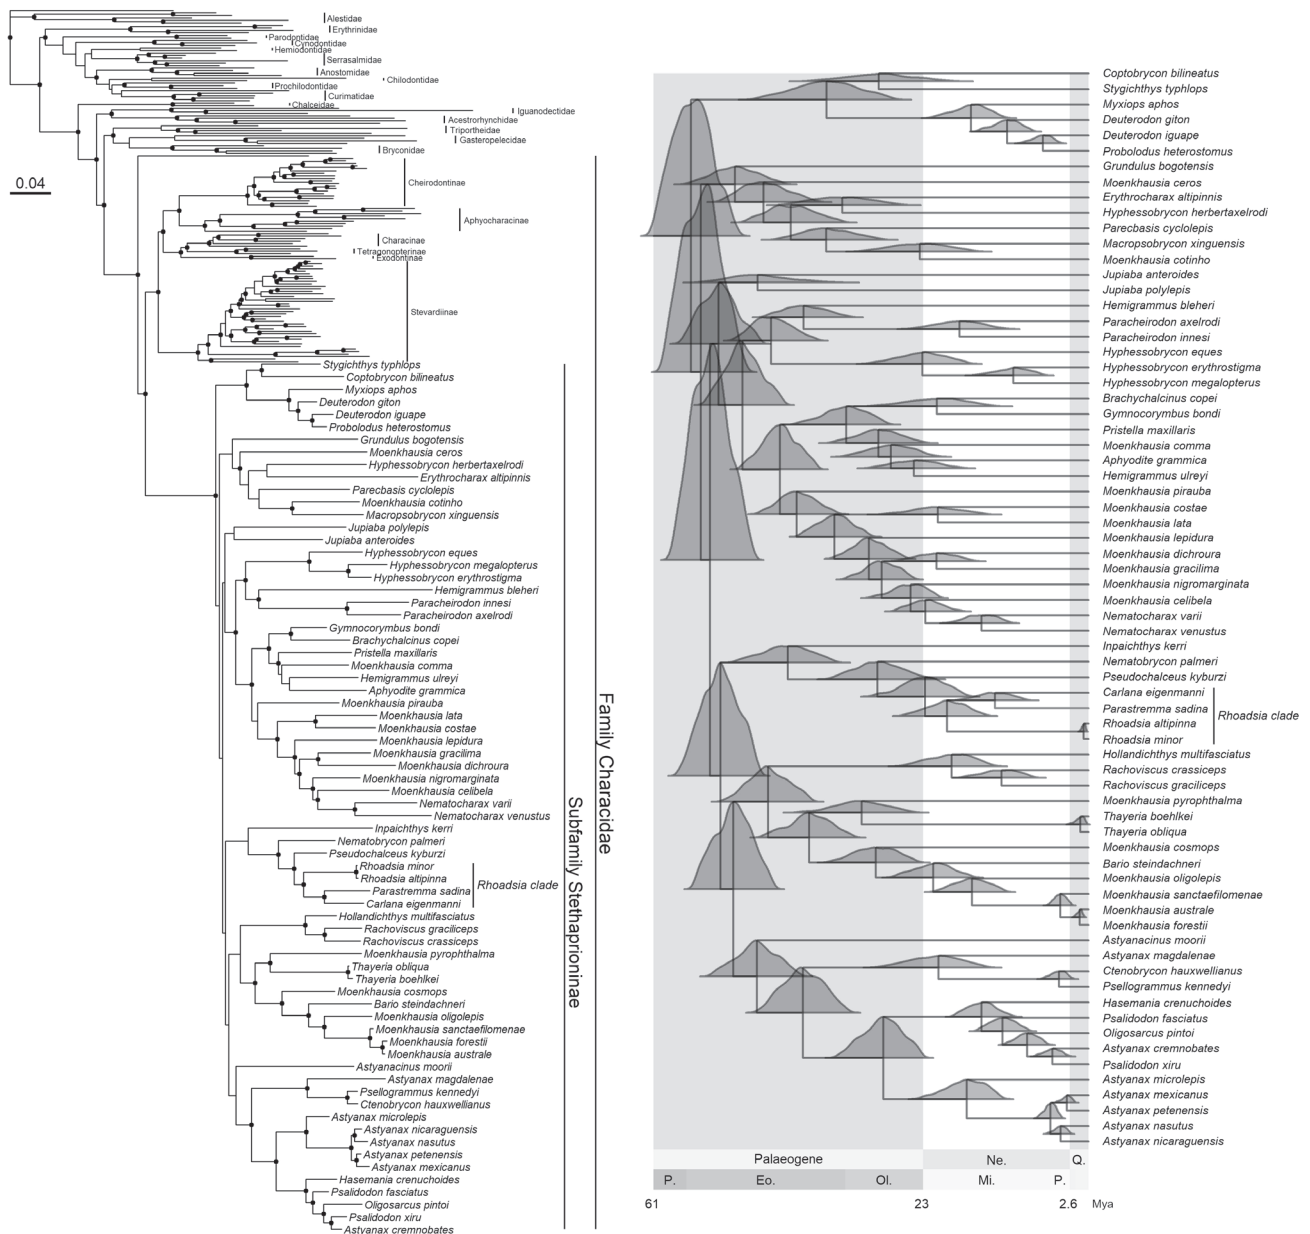 Alestidae
Erythrinidae
Parodontidae
Cynodontidae
Hemiodontidae
Serrasalmidae
Anostomidae
Chilodontidae
Prochilodontidae
Curimatidae
Chalceidae
Iguanodectidae
Acestrorhynchidae
Triportheidae
Gasteropelecidae
Bryconidae
0.04
Cheirodontinae
Aphyocharacinae
Characinae
Tetragonopterinae
Exodontinae
Stevardiinae
Stygichthys typhlops
Coptobrycon bilineatus
Myxiops aphos
Deuterodon giton
Deuterodon iguape
Probolodus heterostomus
Grundulus bogotensis
Moenkhausia ceros
Hyphessobrycon herbertaxelrodi
Erythrocharax altipinnis
Parecbasis cyclolepis
Moenkhausia cotinho
Macropsobrycon xinguensis
Jupiaba polylepis
Jupiaba anteroides
Hyphessobrycon eques
Hyphessobrycon megalopterus
Hyphessobrycon erythrostigma
Hemigrammus bleheri
Paracheirodon innesi
Paracheirodon axelrodi
Gymnocorymbus bondi
Brachychalcinus copei
Pristella maxillaris
Moenkhausia comma
Hemigrammus ulreyi
Aphyodite grammica
Moenkhausia pirauba
Moenkhausia lata
Moenkhausia costae
Moenkhausia lepidura
Moenkhausia gracilima
Moenkhausia dichroura
Moenkhausia nigromarginata
Moenkhausia celibela
Nematocharax varii
Nematocharax venustus
Inpaichthys kerri
Nematobrycon palmeri
Pseudochalceus kyburzi
Rhoadsia minor
Rhoadsia altipinna
Parastremma sadina
Carlana eigenmanni
Rhoadsia clade
Hollandichthys multifasciatus
Rachoviscus graciliceps
Rachoviscus crassiceps
Moenkhausia pyrophthalma
Thayeria obliqua
Thayeria boehlkei
Moenkhausia cosmops
Bario steindachneri
Moenkhausia oligolepis
Moenkhausia sanctaefilomenae
Moenkhausia forestii
Moenkhausia australe
Astyanacinus moorii
Astyanax magdalenae
Psellogrammus kennedyi
Ctenobrycon hauxwellianus
Astyanax microlepis
Astyanax nicaraguensis
Astyanax nasutus
Astyanax petenensis
Astyanax mexicanus
Hasemania crenuchoides
Psalidodon fasciatus
Oligosarcus pintoi
Psalidodon xiru
Astyanax cremnobates
Subfamily Stethaprioninae
Family Characidae
Coptobrycon bilineatus
Stygichthys typhlops
Myxiops aphos
Deuterodon giton
Deuterodon iguape
Probolodus heterostomus
Grundulus bogotensis
Moenkhausia ceros
Erythrocharax altipinnis
Hyphessobrycon herbertaxelrodi
Parecbasis cyclolepis
Macropsobrycon xinguensis
Moenkhausia cotinho
Jupiaba anteroides
Jupiaba polylepis
Hemigrammus bleheri
Paracheirodon axelrodi
Paracheirodon innesi
Hyphessobrycon eques
Hyphessobrycon erythrostigma
Hyphessobrycon megalopterus
Brachychalcinus copei
Gymnocorymbus bondi
Pristella maxillaris
Moenkhausia comma
Aphyodite grammica
Hemigrammus ulreyi
Moenkhausia pirauba
Moenkhausia costae
Moenkhausia lata
Moenkhausia lepidura
Moenkhausia dichroura
Moenkhausia gracilima
Moenkhausia nigromarginata
Moenkhausia celibela
Nematocharax varii
Nematocharax venustus
Inpaichthys kerri
Nematobrycon palmeri
Pseudochalceus kyburzi
Carlana eigenmanni
Parastremma sadina
Rhoadsia clade
Rhoadsia altipinna
Rhoadsia minor
Hollandichthys multifasciatus
Rachoviscus crassiceps
Rachoviscus graciliceps
Moenkhausia pyrophthalma
Thayeria boehlkei
Thayeria obliqua
Moenkhausia cosmops
Bario steindachneri
Moenkhausia oligolepis
Moenkhausia sanctaefilomenae
Moenkhausia australe
Moenkhausia forestii
Astyanacinus moorii
Astyanax magdalenae
Ctenobrycon hauxwellianus
Psellogrammus kennedyi
Hasemania crenuchoides
Psalidodon fasciatus
Oligosarcus pintoi
Astyanax cremnobates
Psalidodon xiru
Astyanax microlepis
Astyanax mexicanus
Astyanax petenensis
Astyanax nasutus
Astyanax nicaraguensis
Palaeogene Ne. Q.
P. Eo. Ol. Mi. P.
61 23 2.6 Mya